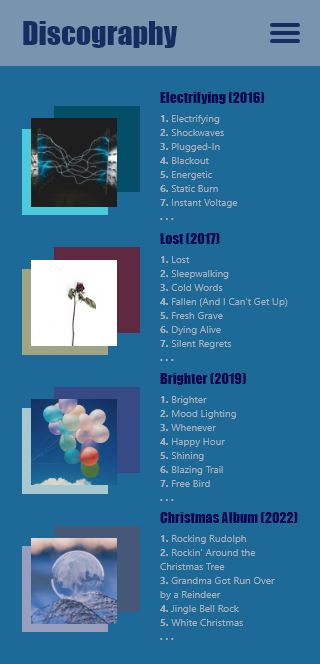 Discography
Electrifying (2016)
1. Electrifying
2. Shockwaves
3. Plugged-In
4. Blackout
5. Energetic
6. Static Burn
7. Instant Voltage
...
Lost (2017)
1. Lost
2. Sleepwalking
3. Cold Words
4. Fallen (And I Can't Get Up)
5. Fresh Grave
6. Dying Alive
7. Silent Regrets
...
Brighter (2019)
1. Brighter
2. Mood Lighting
3. Whenever
4. Happy Hour
5. Shining
6. Blazing Trail
7. Free Bird
...
Christmas Album (2022)
1. Rocking Rudolph
2. Rockin' Around the
Christmas Tree
3. Grandma Got Run Over
by a Reindeer
4. Jingle Bell Rock
5. White Christmas
...